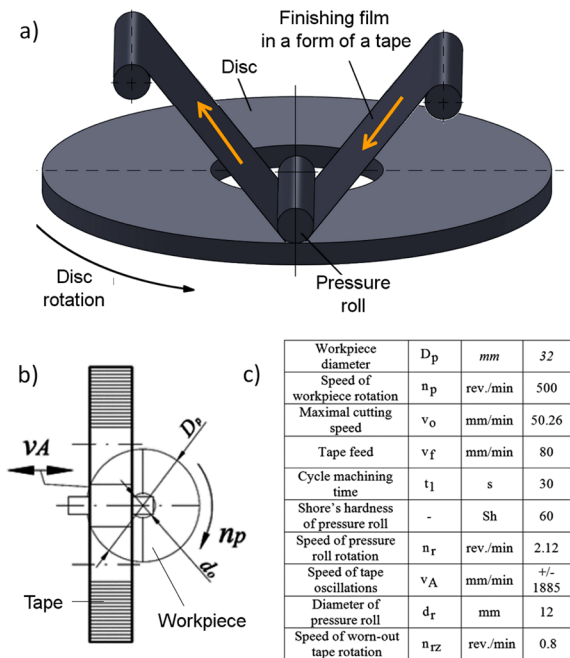 a)
Finishing film
in a form of a tape
Disc
Disc
rotation
Pressure
roll
b)
vA
Dp
np
do
Tape
Workpiece
c)
Workpiece diameter Dp mm 32
Speed of workpiece rotation np rev./min 500
Maximal cutting speed vo mm/min 50.26
Tape feed vf mm/min 80
Cycle machining time t1 s 30
Shore's hardness of pressure roll - Sh 60
Speed of pressure roll rotation nr rev./min 2.12
Speed of tape oscillations vA mm/min +/- 1885
Diameter of pressure roll dr mm 12
Speed of worn-out tape rotation nrz rev./min 0.8